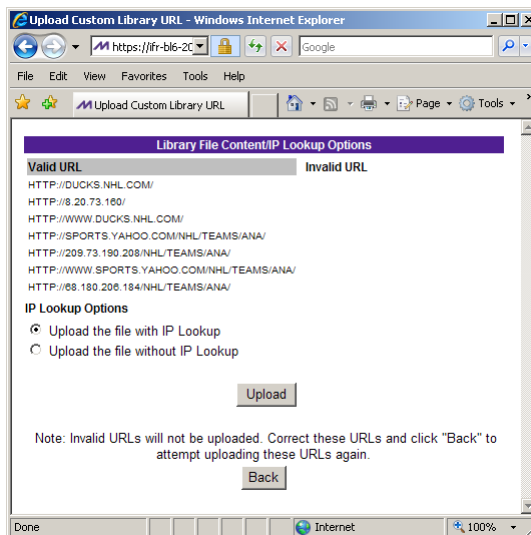 Upload Custom Library URL - Windows Internet Explorer
https://ifr-bl6-20
Google
File Edit View Favorites Tools Help
Upload Custom Library URL
Page Tools
Library File Content/IP Lookup Options
Valid URL Invalid URL
HTTP://DUCKS.NHL.COM/
HTTP://8.20.73.160/
HTTP://WWW.DUCKS.NHL.COM/
HTTP://SPORTS.YAHOO.COM/NHL/TEAMS/ANA/
HTTP://209.73.190.208/NHL/TEAMS/ANA/
HTTP://WWW.SPORTS.YAHOO.COM/NHL/TEAMS/ANA/
HTTP://68.180.206.184/NHL/TEAMS/ANA/
IP Lookup Options
Upload the file with IP Lookup
Upload the file without IP Lookup
Upload
Note: Invalid URLs will not be uploaded. Correct these URLs and click "Back" to
attempt uploading these URLs again.
Back
Done Internet 100%